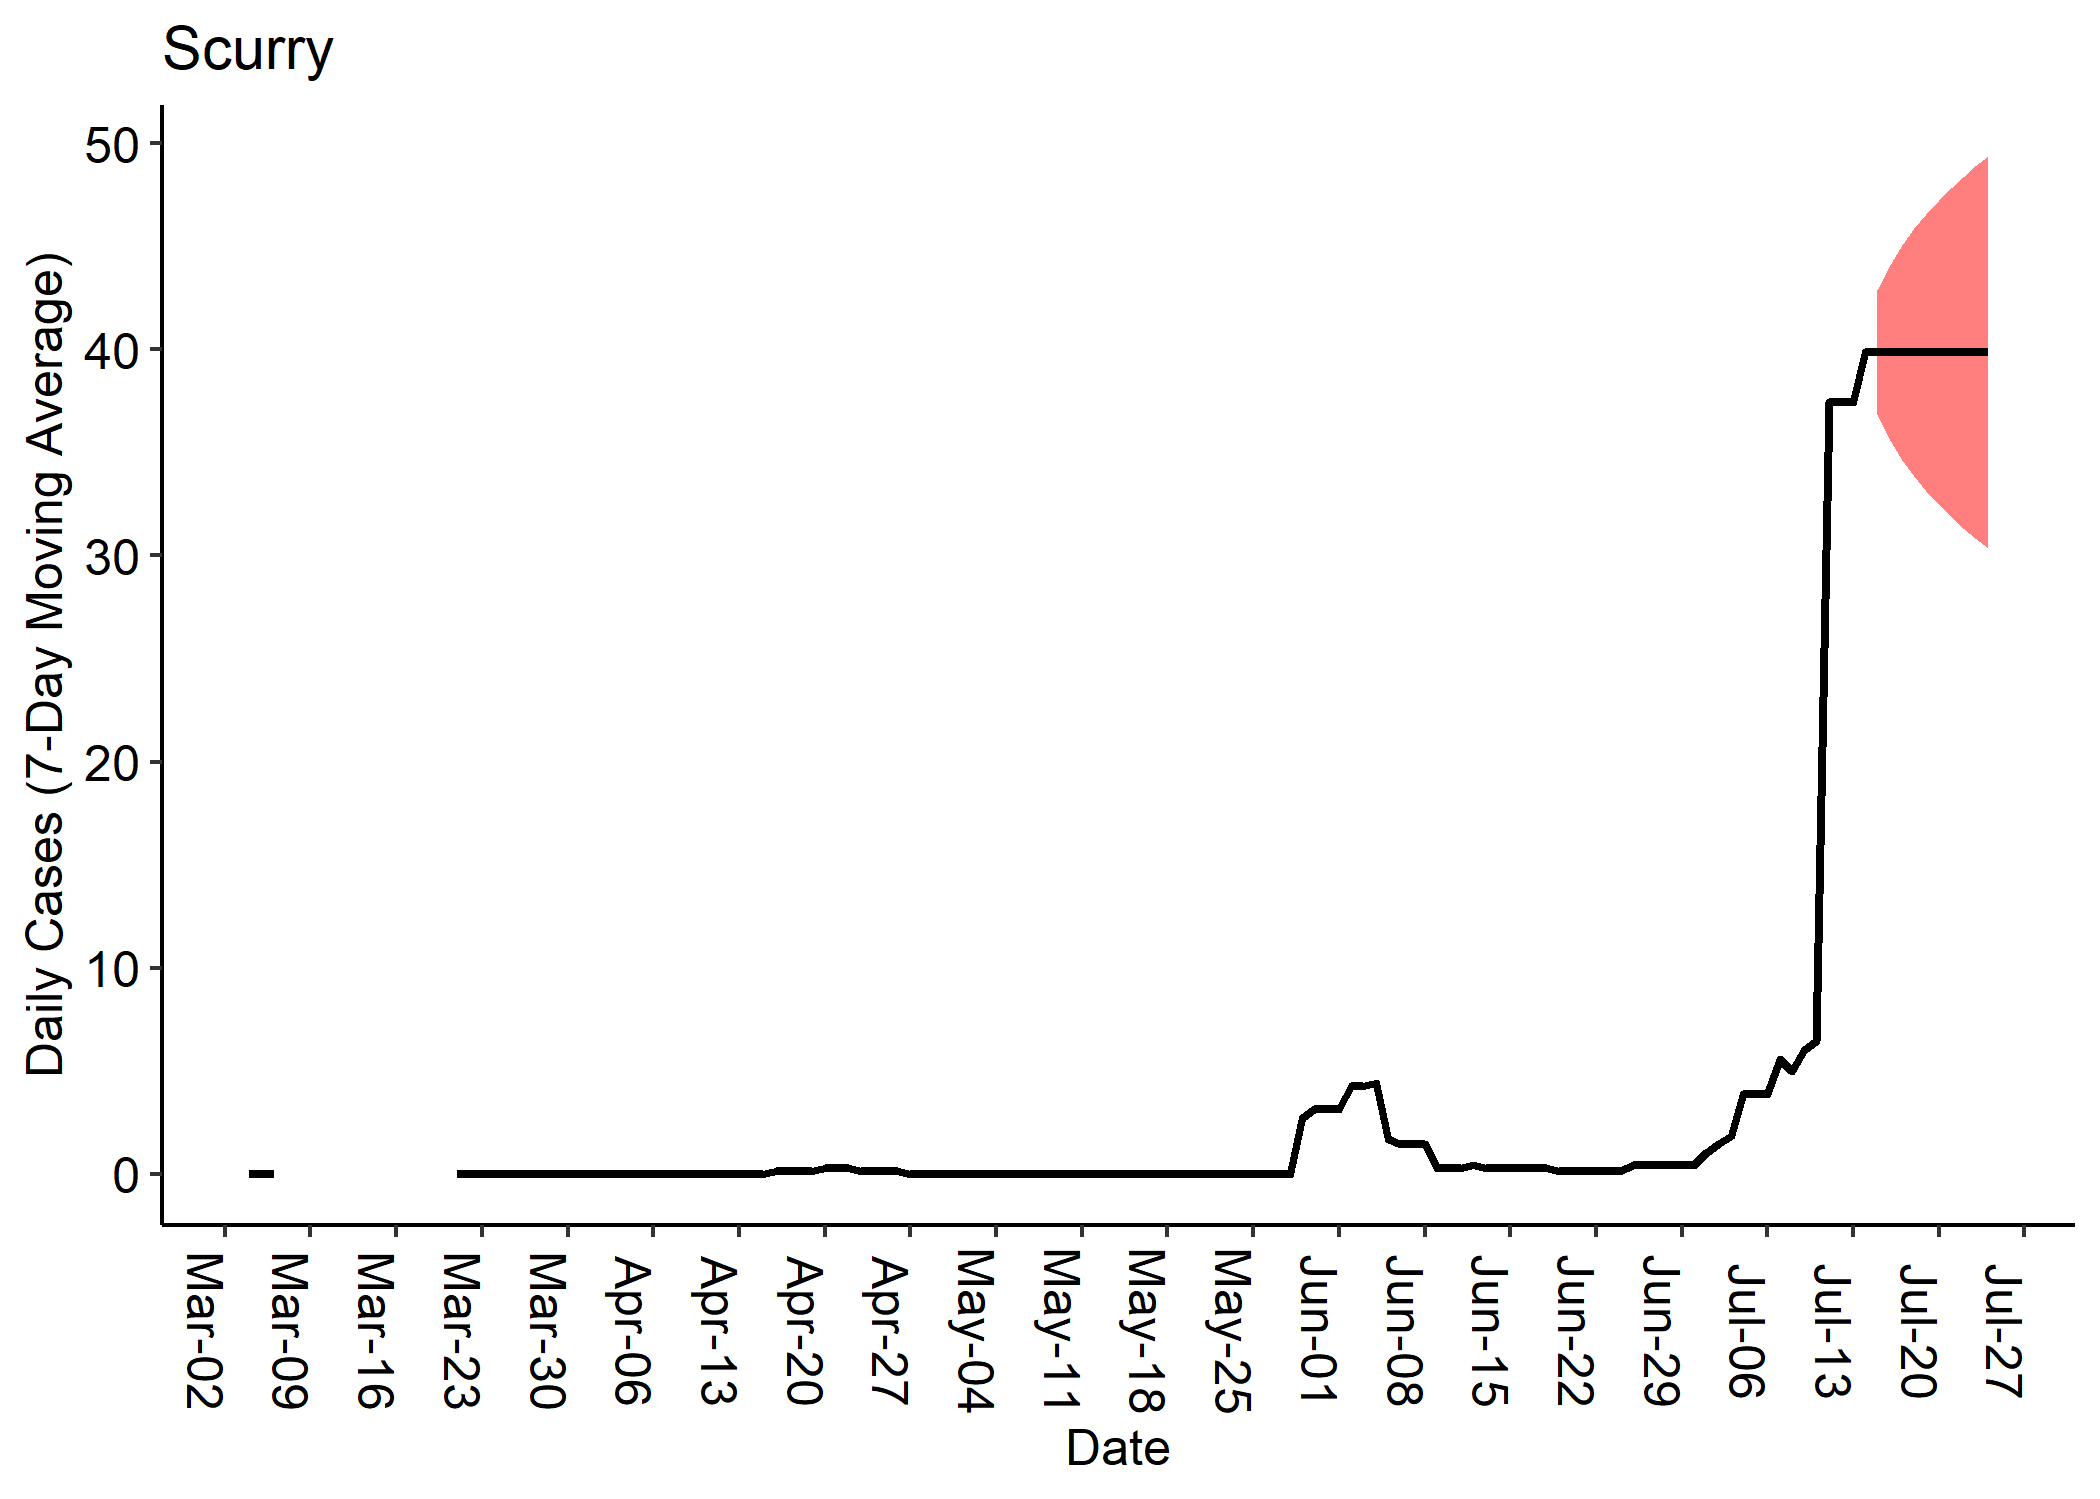 Scurry
Daily Cases (7-Day Moving Average)
50
40
30
20
10
0
Mar-02
Mar-09
Mar-16
Mar-23
Mar-30
Apr-06
Apr-13
Apr-20
Apr-27
May-04
May-11
May-18
May-25
Jun-01
Jun-08
Jun-15
Jun-22
Jun-29
Jul-06
Jul-13
Jul-20
Jul-27
Date